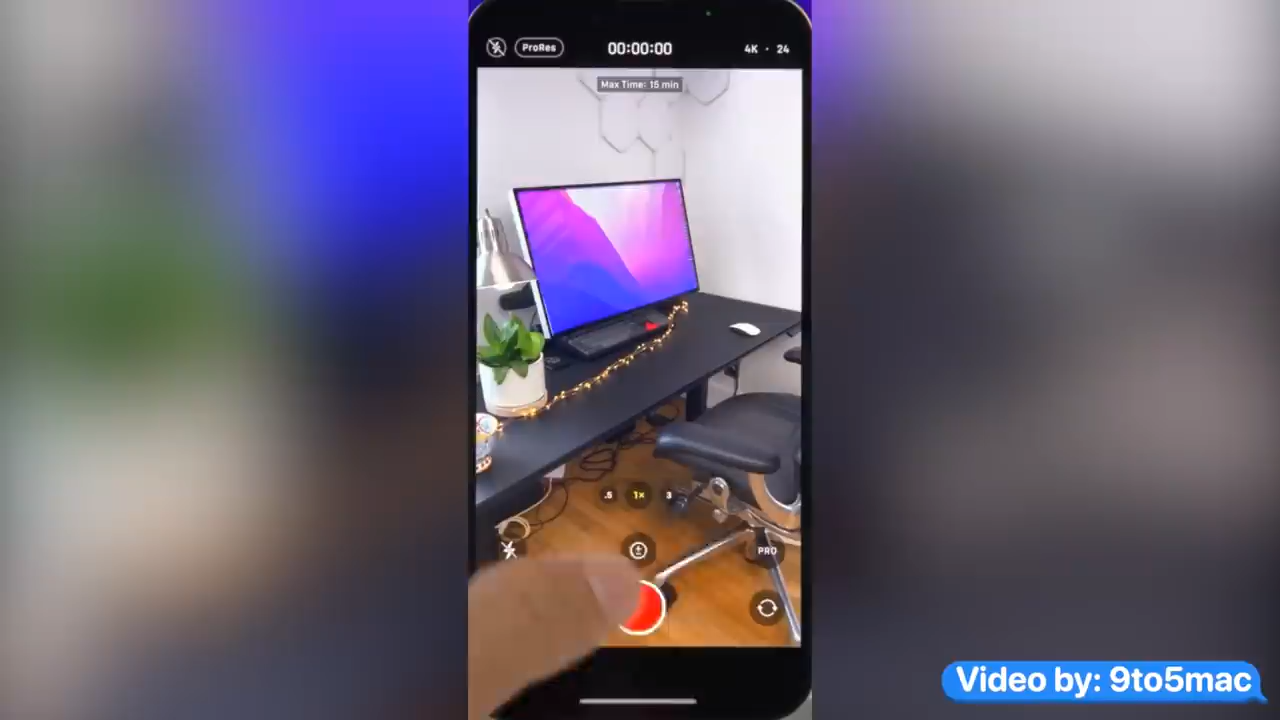 ProRes
00:00:00
4K · 24
Max Time: 15 min
.5 1× 3
PRO
Video by: 9to5mac